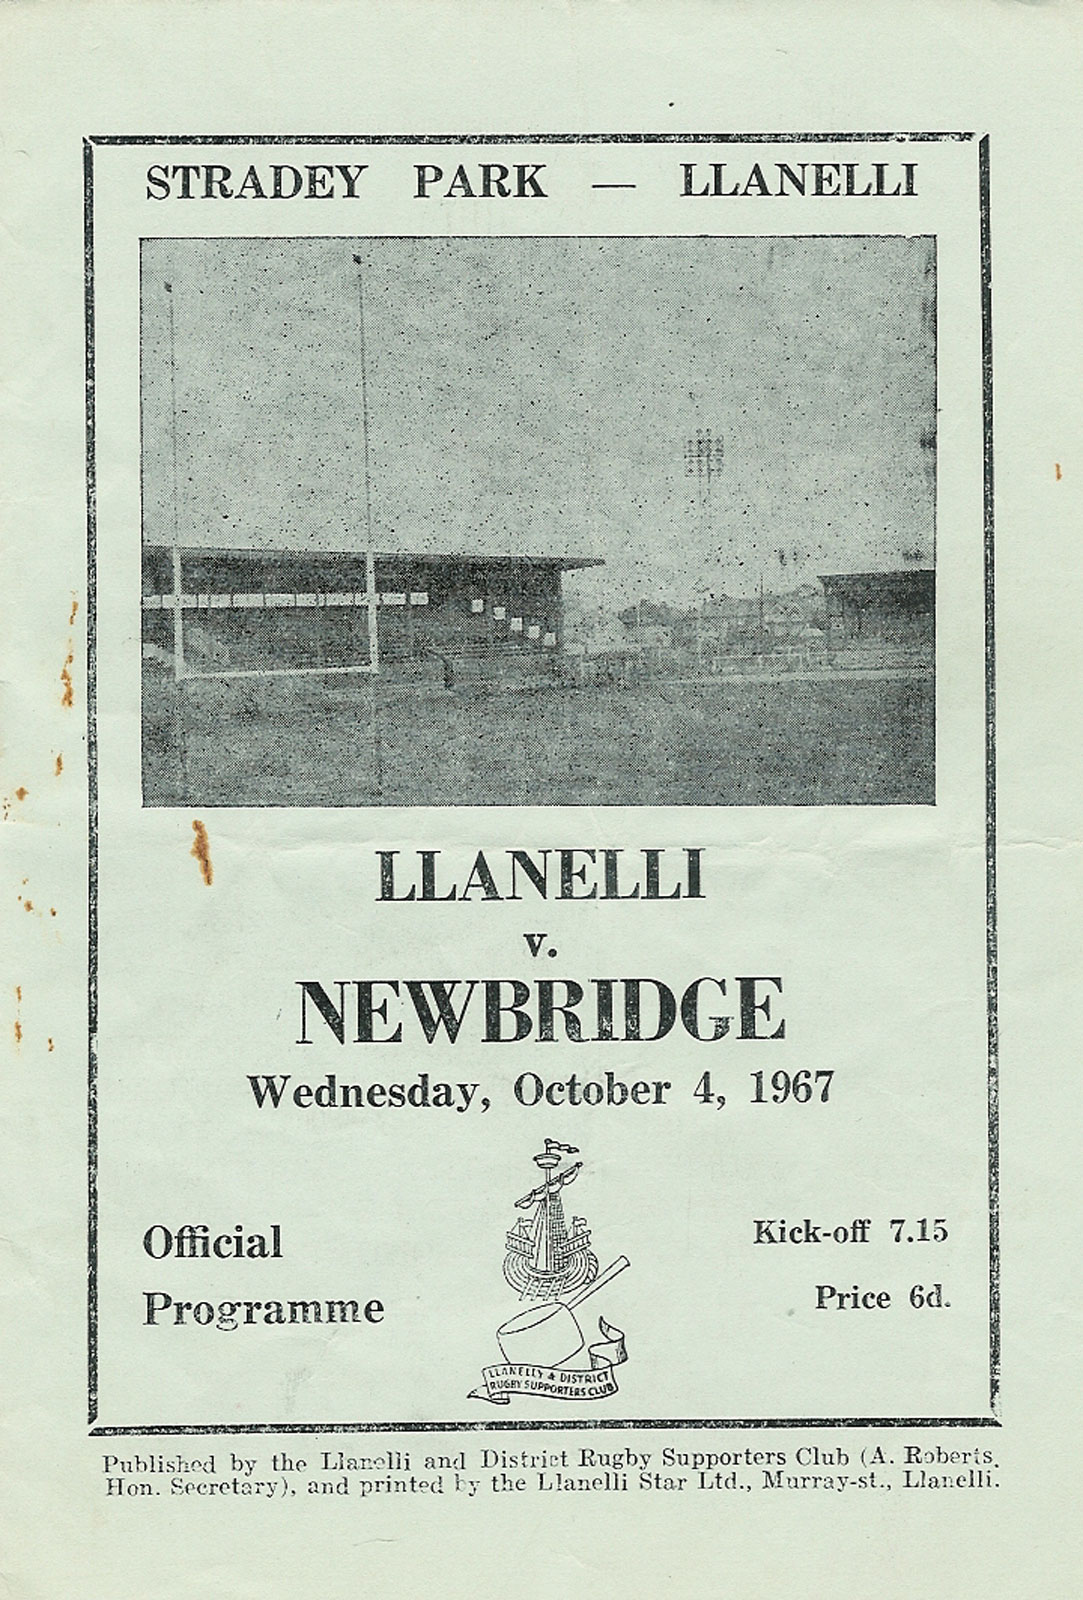 STRADEY PARK — LLANELLI
LLANELLI
v.
NEWBRIDGE
Wednesday, October 4, 1967
Official
Programme
Kick-off 7.15
Price 6d.
LLANELLY & DISTRICT
RUGBY SUPPORTERS CLUB
Published by the Llanelli and District Rugby Supporters Club (A. Roberts,
Hon. Secretary), and printed by the Llanelli Star Ltd., Murray-st., Llanelli.